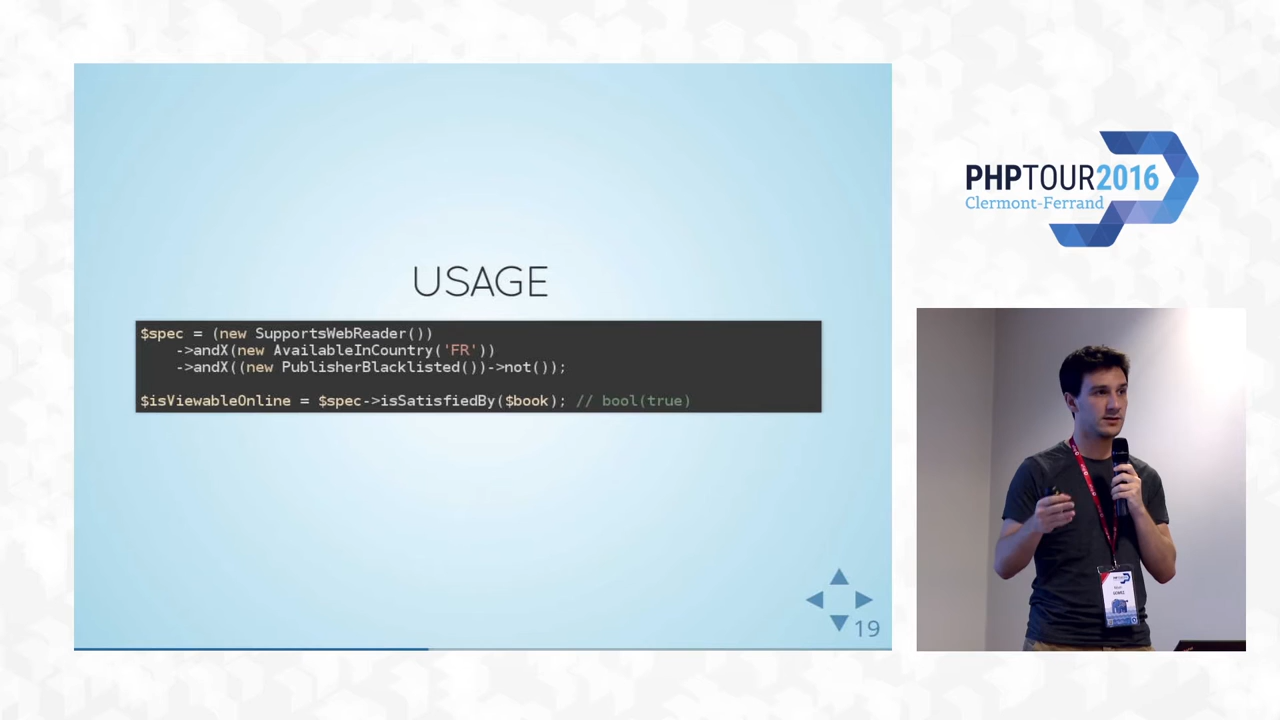 USAGE
$spec = (new SupportsWebReader())
    ->andX(new AvailableInCountry('FR'))
    ->andX((new PublisherBlacklisted())->not());
$isViewableOnline = $spec->isSatisfiedBy($book); // bool(true)
19
PHPTOUR2016
Clermont-Ferrand
GOMEZ